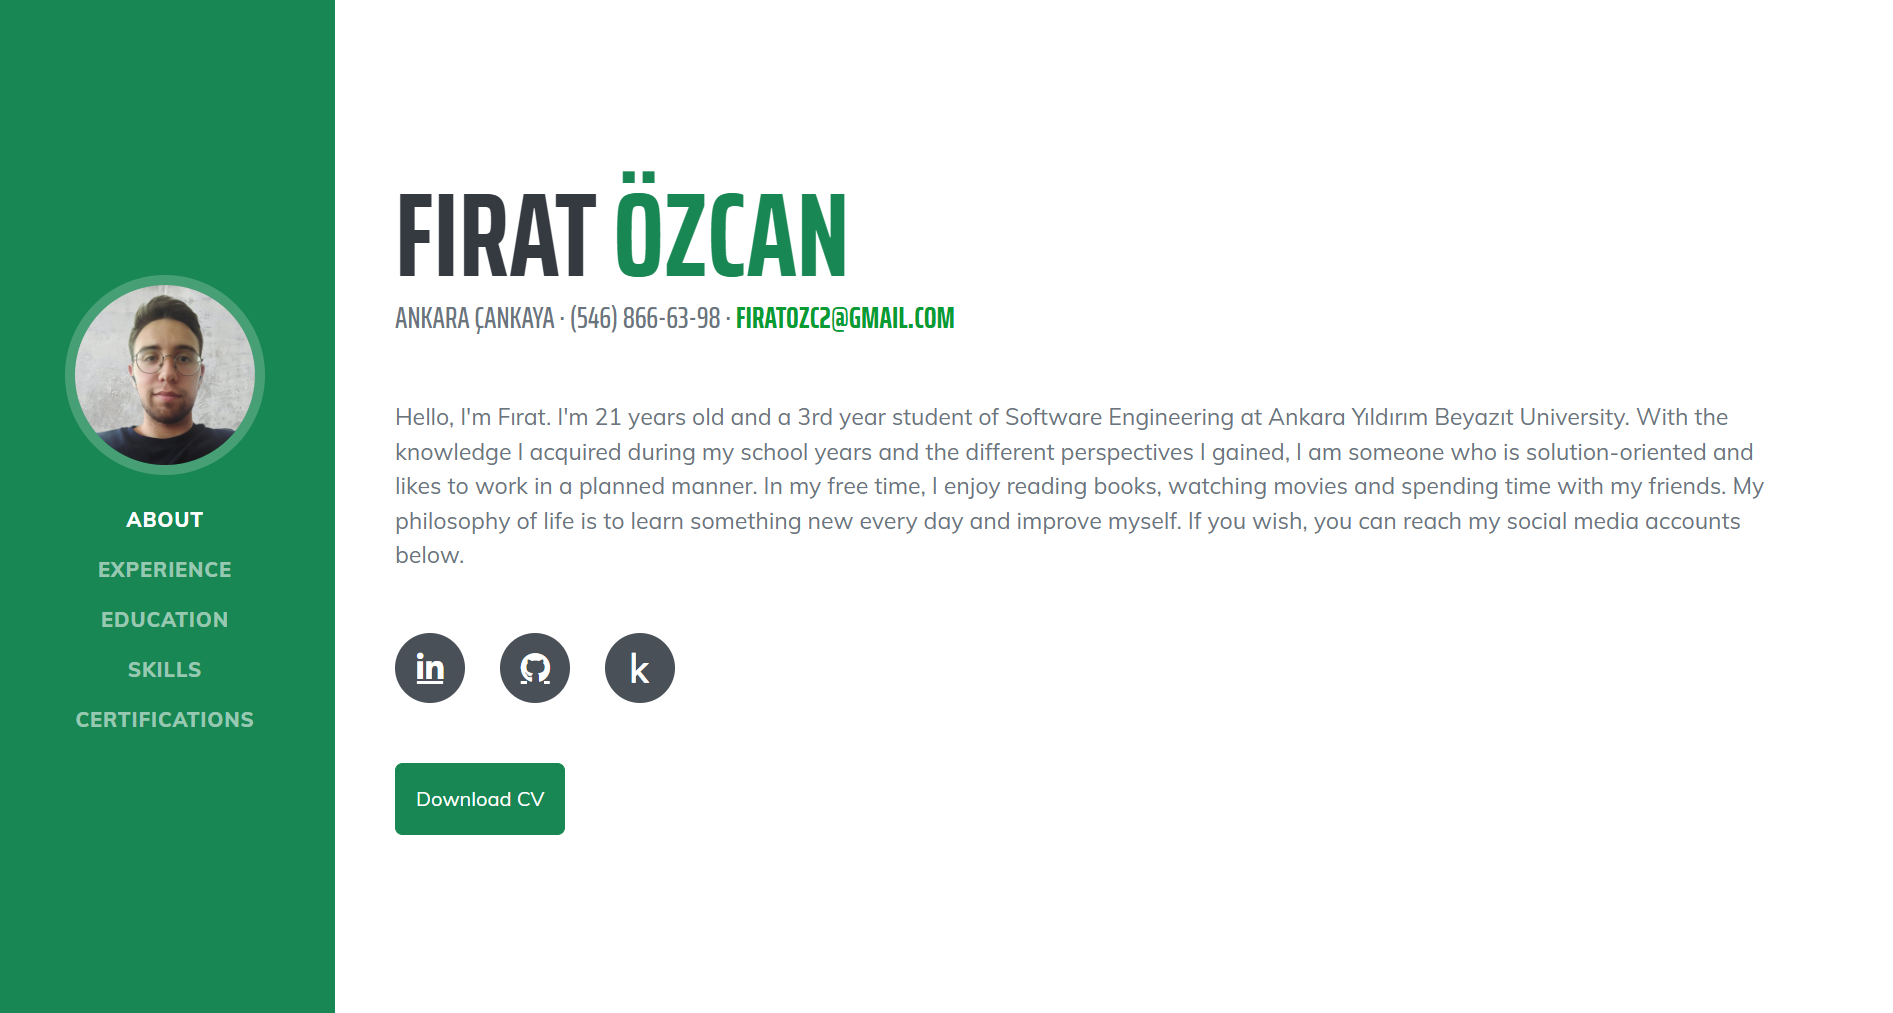 ABOUT
EXPERIENCE
EDUCATION
SKILLS
CERTIFICATIONS
FIRAT ÖZCAN
ANKARA ÇANKAYA · (546) 866-63-98 · FIRATOZC2@GMAIL.COM
Hello, I'm Fırat. I'm 21 years old and a 3rd year student of Software Engineering at Ankara Yıldırım Beyazıt University. With the
knowledge I acquired during my school years and the different perspectives I gained, I am someone who is solution-oriented and
likes to work in a planned manner. In my free time, I enjoy reading books, watching movies and spending time with my friends. My
philosophy of life is to learn something new every day and improve myself. If you wish, you can reach my social media accounts
below.
in
k
Download CV